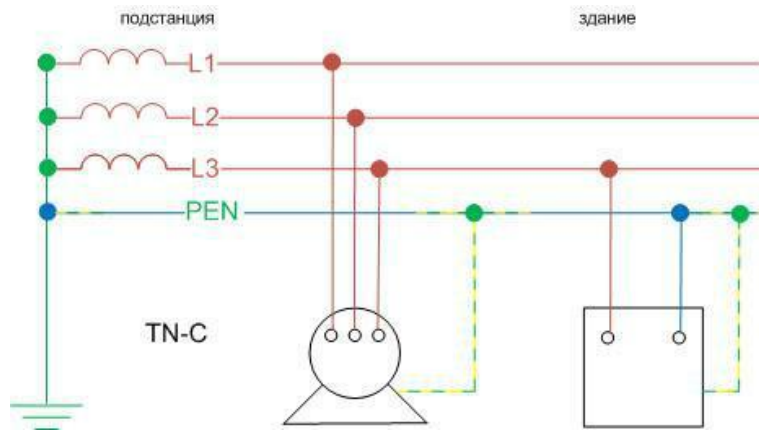 подстанция
здание
L1
L2
L3
PEN
TN-C